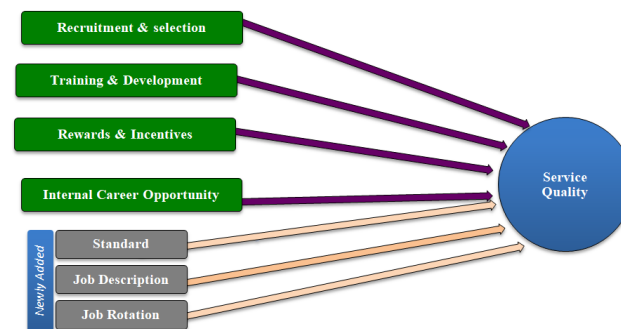 Recruitment & selection
Training & Development
Rewards & Incentives
Internal Career Opportunity
Service
Quality
Newly Added
Standard
Job Description
Job Rotation